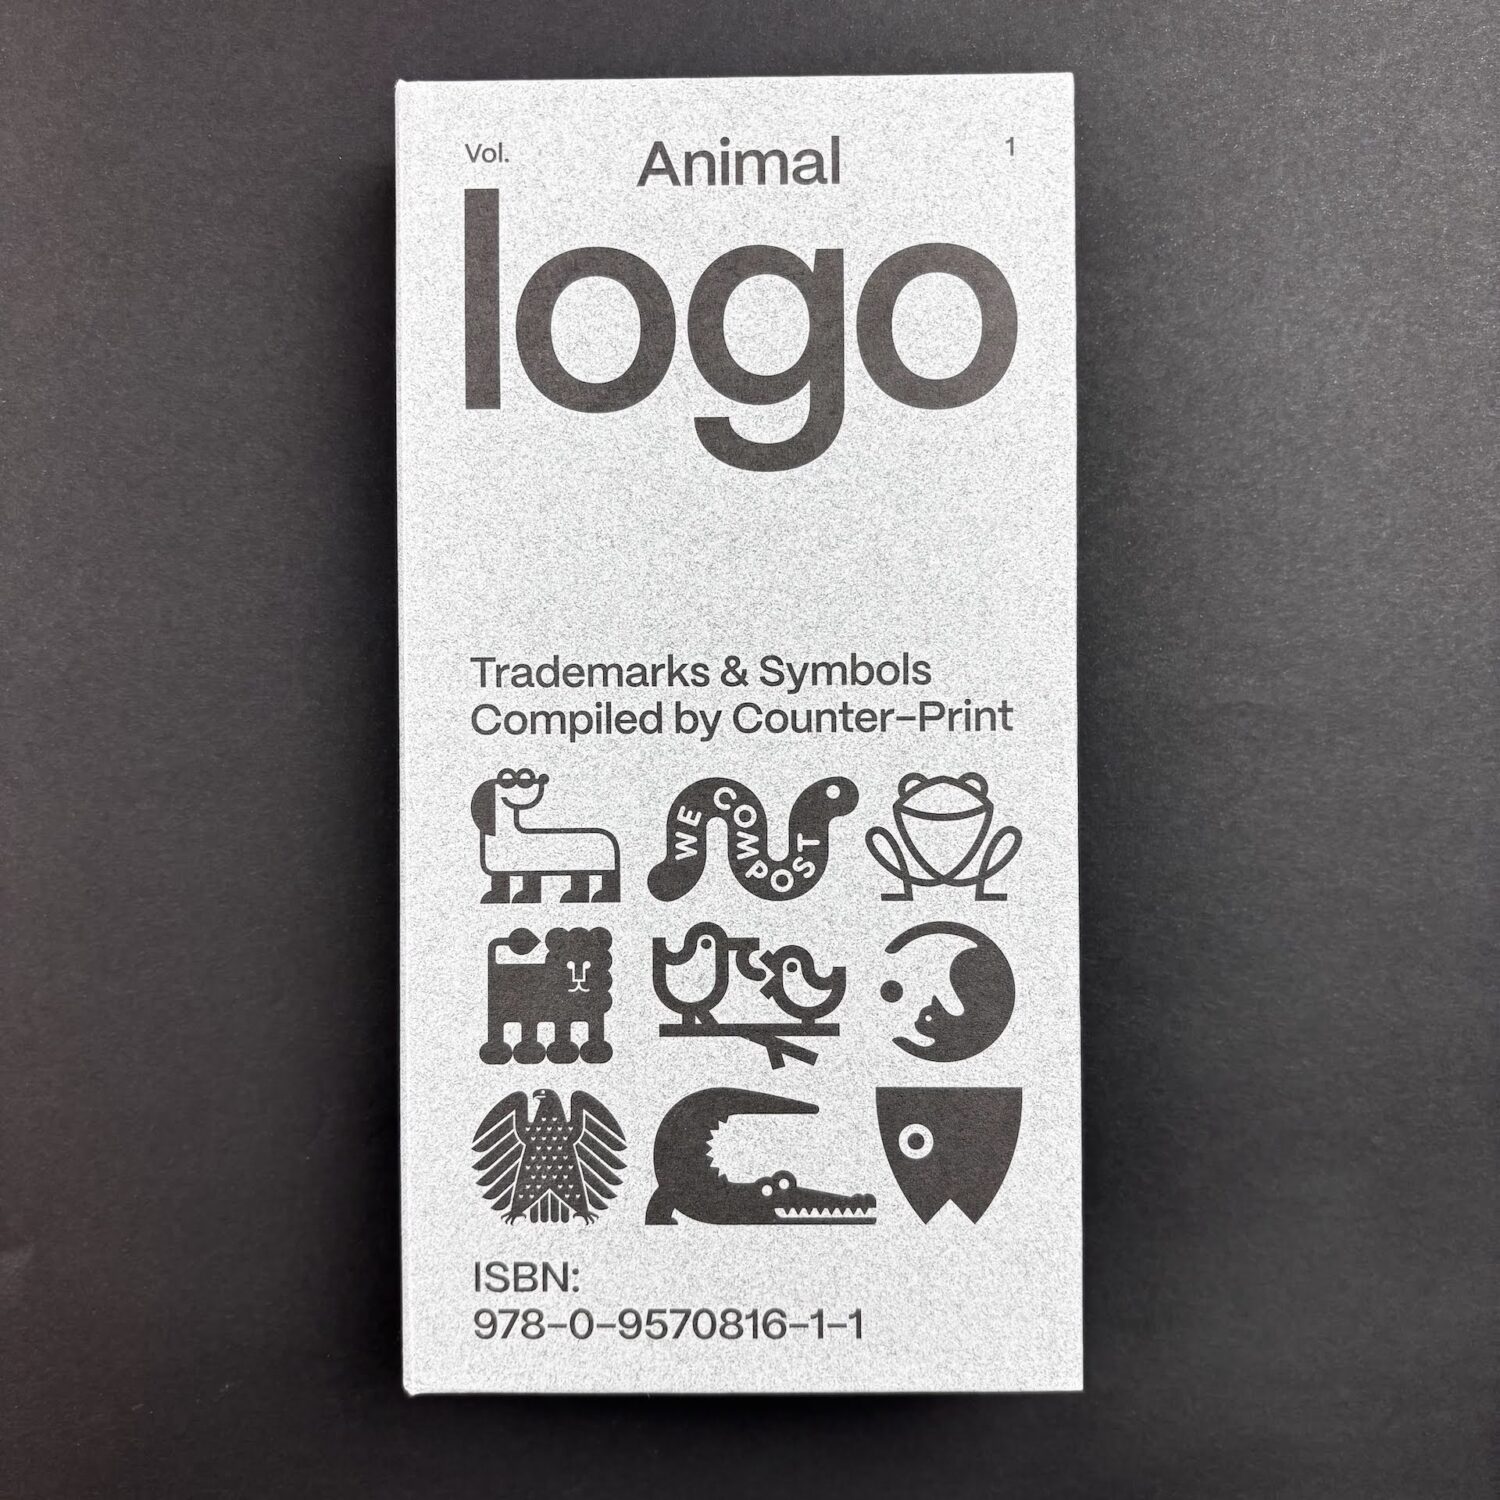 Vol.
Animal
1
logo
Trademarks & Symbols
Compiled by Counter-Print
WE COMPOST
ISBN:
978-0-9570816-1-1